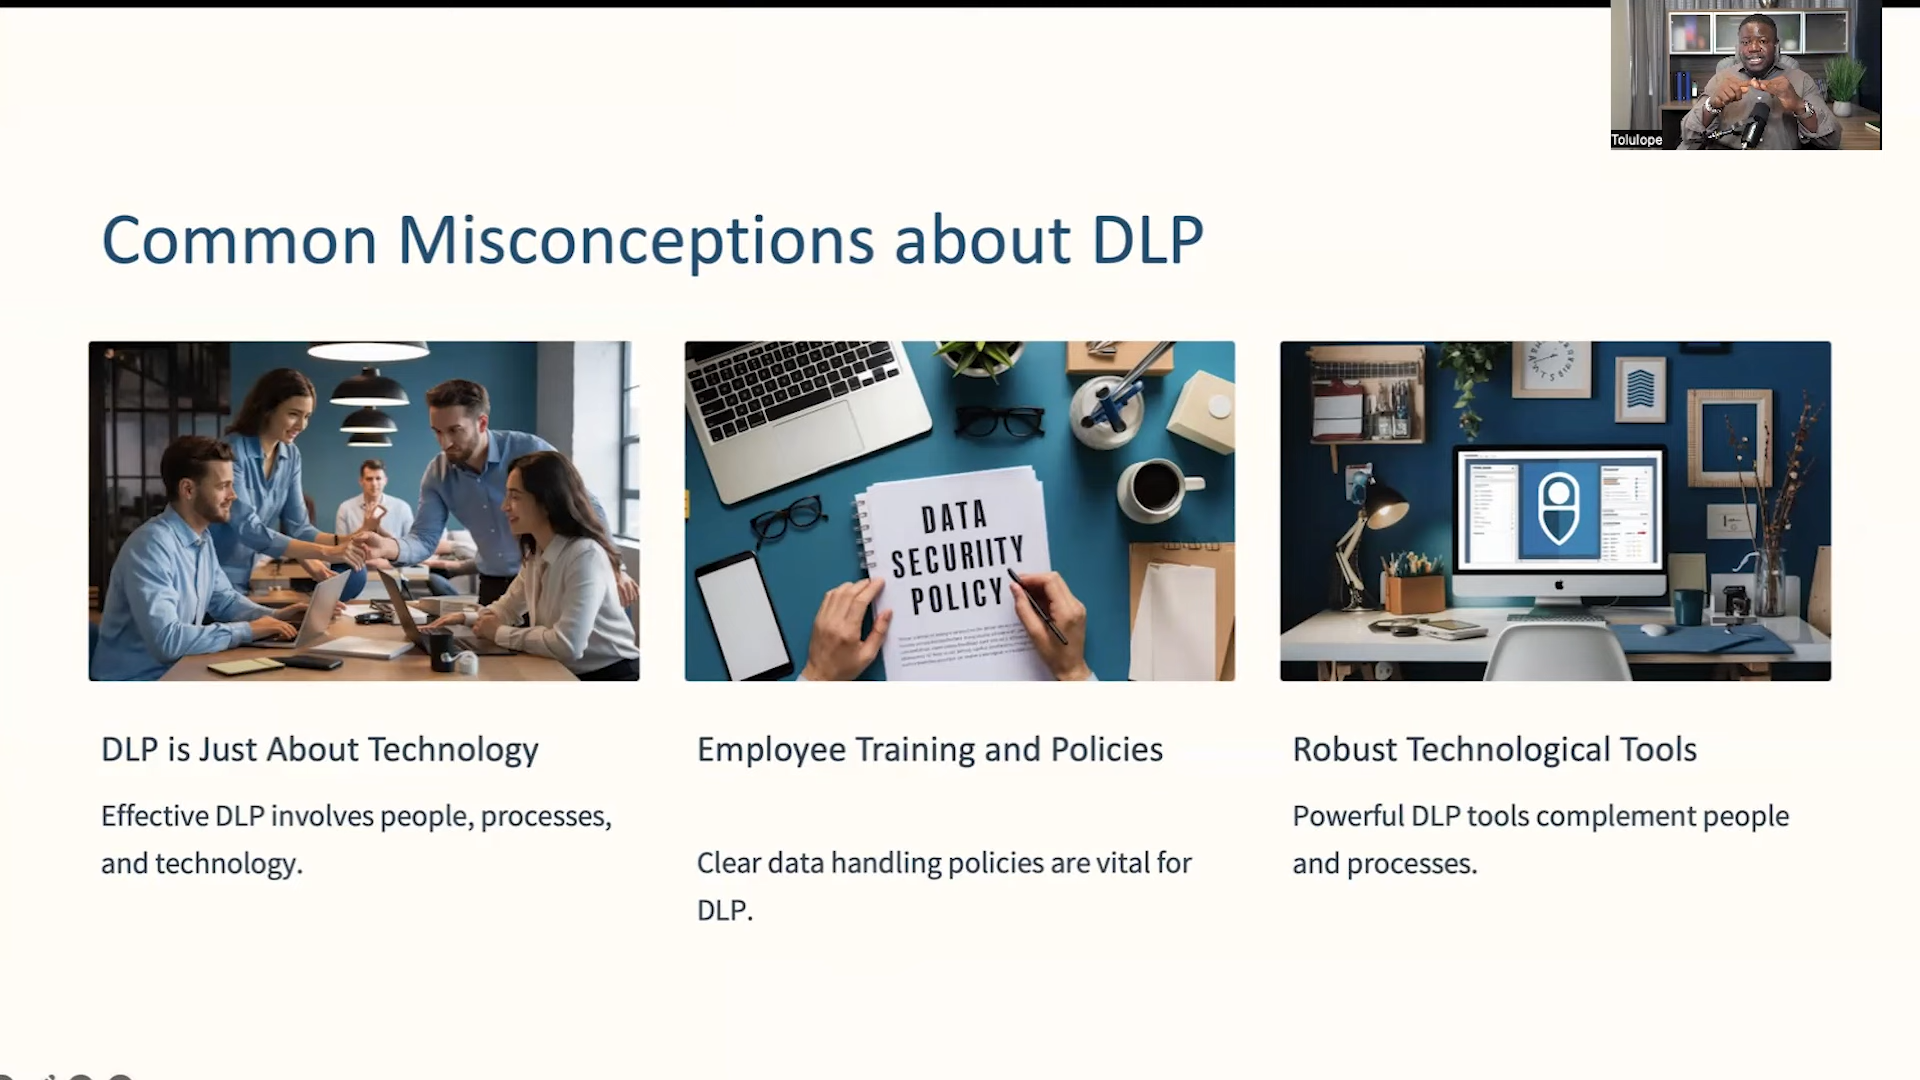 Tolulope
Common Misconceptions about DLP
DATA
SECURIITY
POLICY
DLP is Just About Technology
Effective DLP involves people, processes,
and technology.
Employee Training and Policies
Clear data handling policies are vital for
DLP.
Robust Technological Tools
Powerful DLP tools complement people
and processes.